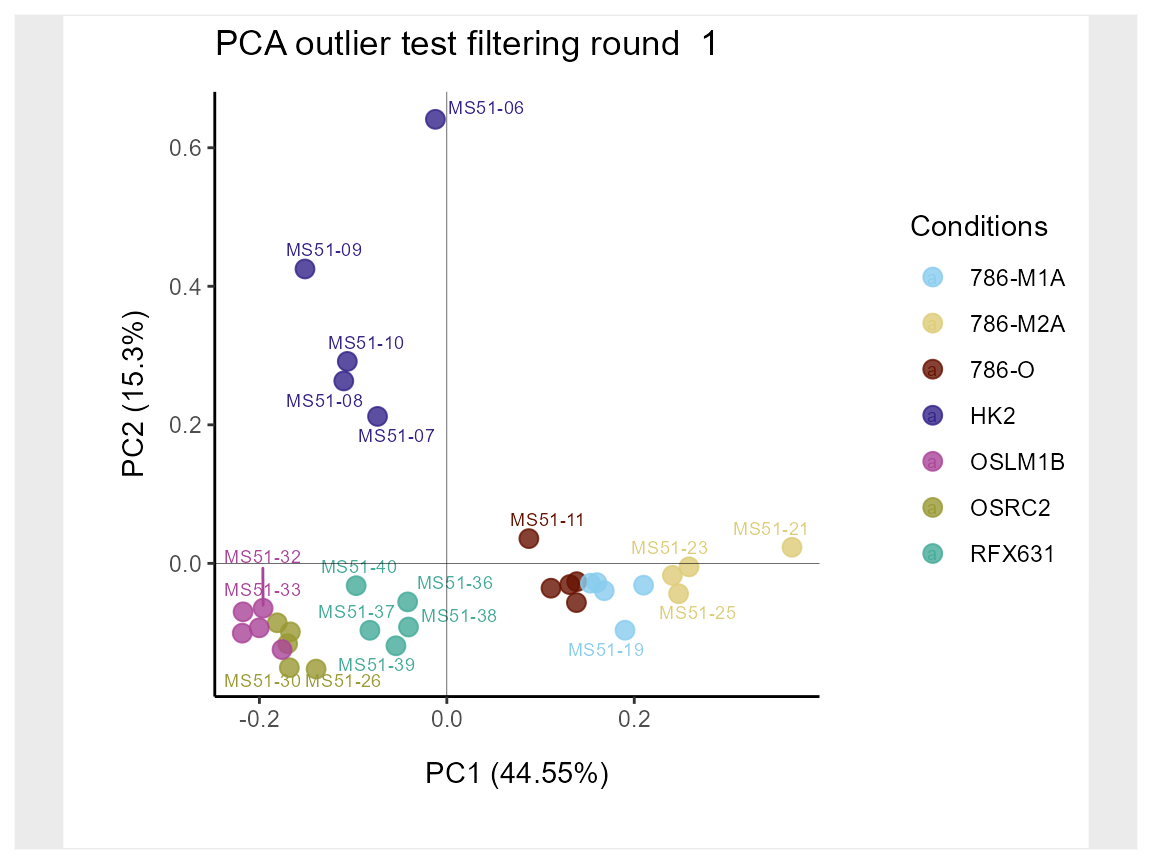 PCA outlier test filtering round  1
MS51-06
0.6
MS51-09
0.4
MS51-10
MS51-08
0.2
MS51-07
MS51-11
MS51-21
MS51-23
0.0
MS51-32
MS51-40
MS51-33
MS51-36
MS51-37
MS51-38
MS51-25
MS51-19
MS51-39
MS51-30
MS51-26
-0.2
0.0
0.2
PC1 (44.55%)
PC2 (15.3%)
Conditions
a 786-M1A
a 786-M2A
a 786-O
a HK2
a OSLM1B
a OSRC2
a RFX631